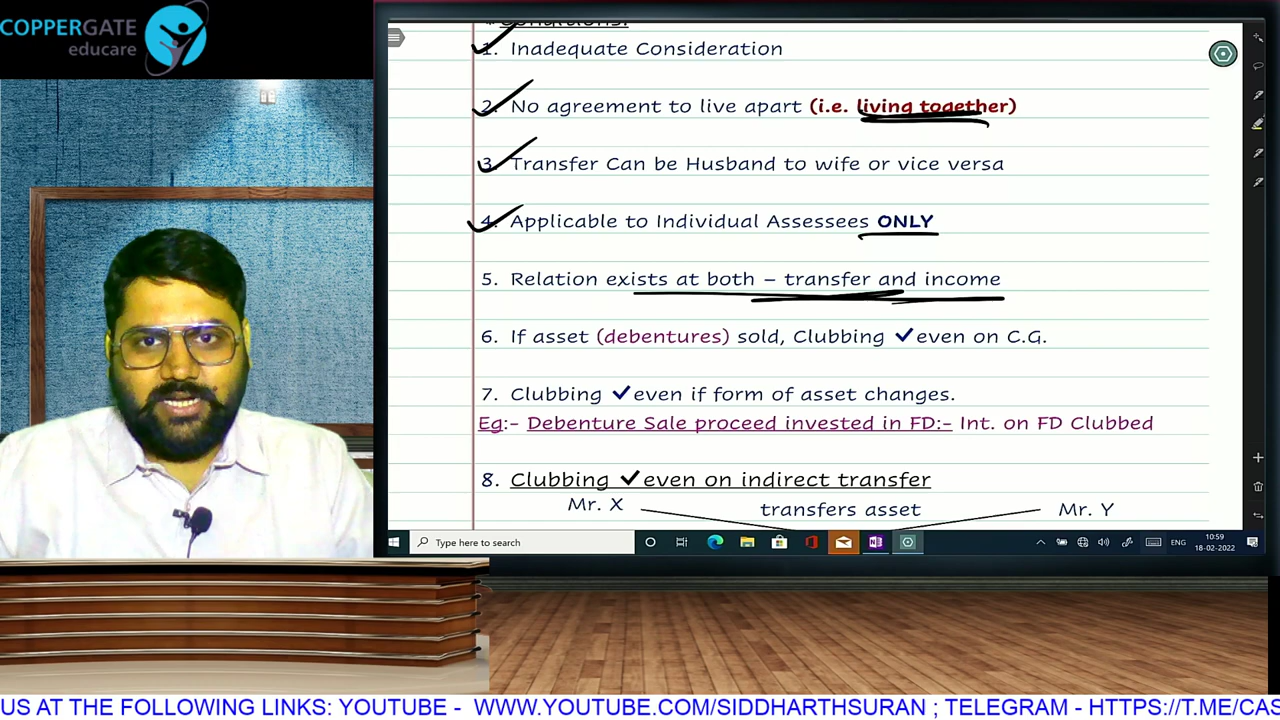 COPPERGATE
educare
* Conditions:
1. Inadequate Consideration
2. No agreement to live apart (i.e. living together)
3. Transfer Can be Husband to wife or vice versa
4. Applicable to Individual Assessees ONLY
5. Relation exists at both – transfer and income
6. If asset (debentures) sold, Clubbing ✔even on C.G.
7. Clubbing ✔even if form of asset changes.
Eg:- Debenture Sale proceed invested in FD:- Int. on FD Clubbed
8. Clubbing ✔even on indirect transfer
Mr. X transfers asset Mr. Y
Type here to search
ENG
10:59
18-02-2022
US AT THE FOLLOWING LINKS: YOUTUBE - WWW.YOUTUBE.COM/SIDDHARTHSURAN ; TELEGRAM - HTTPS://T.ME/CAS